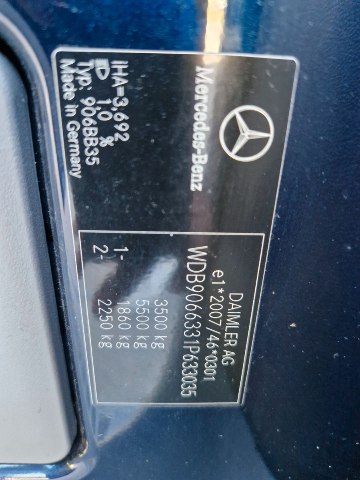 Mercedes-Benz
IHA=3,692
D 1,0 %
Typ: 906BB35
Made in Germany
DAIMLER AG
e1*2007/46*0301
WDB9066331P633035
3500 kg
5500 kg
1- 1860 kg
2- 2250 kg